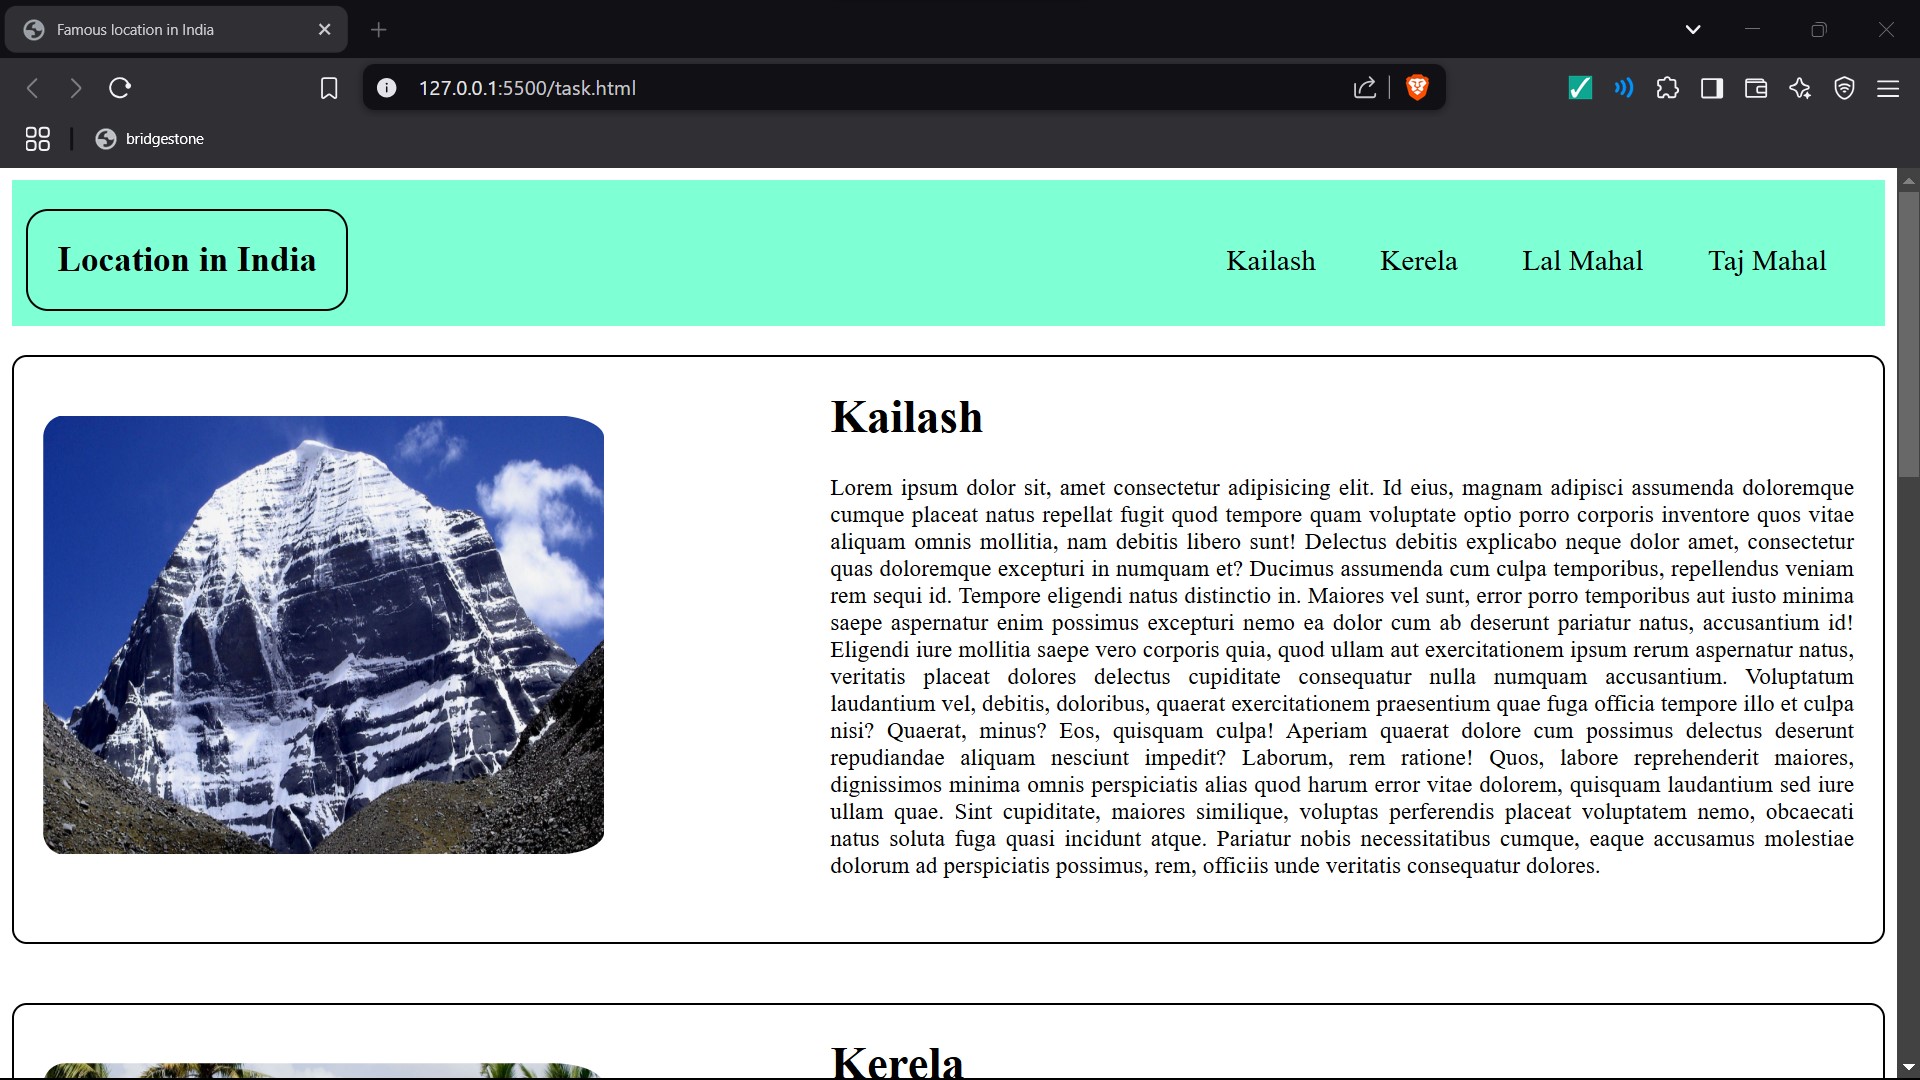 Famous location in India
127.0.0.1:5500/task.html
bridgestone
Location in India
Kailash Kerela Lal Mahal Taj Mahal
Kailash
Lorem ipsum dolor sit, amet consectetur adipisicing elit. Id eius, magnam adipisci assumenda doloremque
cumque placeat natus repellat fugit quod tempore quam voluptate optio porro corporis inventore quos vitae
aliquam omnis mollitia, nam debitis libero sunt! Delectus debitis explicabo neque dolor amet, consectetur
quas doloremque excepturi in numquam et? Ducimus assumenda cum culpa temporibus, repellendus veniam
rem sequi id. Tempore eligendi natus distinctio in. Maiores vel sunt, error porro temporibus aut iusto minima
saepe aspernatur enim possimus excepturi nemo ea dolor cum ab deserunt pariatur natus, accusantium id!
Eligendi iure mollitia saepe vero corporis quia, quod ullam aut exercitationem ipsum rerum aspernatur natus,
veritatis placeat dolores delectus cupiditate consequatur nulla numquam accusantium. Voluptatum
laudantium vel, debitis, doloribus, quaerat exercitationem praesentium quae fuga officia tempore illo et culpa
nisi? Quaerat, minus? Eos, quisquam culpa! Aperiam quaerat dolore cum possimus delectus deserunt
repudiandae aliquam nesciunt impedit? Laborum, rem ratione! Quos, labore reprehenderit maiores,
dignissimos minima omnis perspiciatis alias quod harum error vitae dolorem, quisquam laudantium sed iure
ullam quae. Sint cupiditate, maiores similique, voluptas perferendis placeat voluptatem nemo, obcaecati
natus soluta fuga quasi incidunt atque. Pariatur nobis necessitatibus cumque, eaque accusamus molestiae
dolorum ad perspiciatis possimus, rem, officiis unde veritatis consequatur dolores.
Kerela